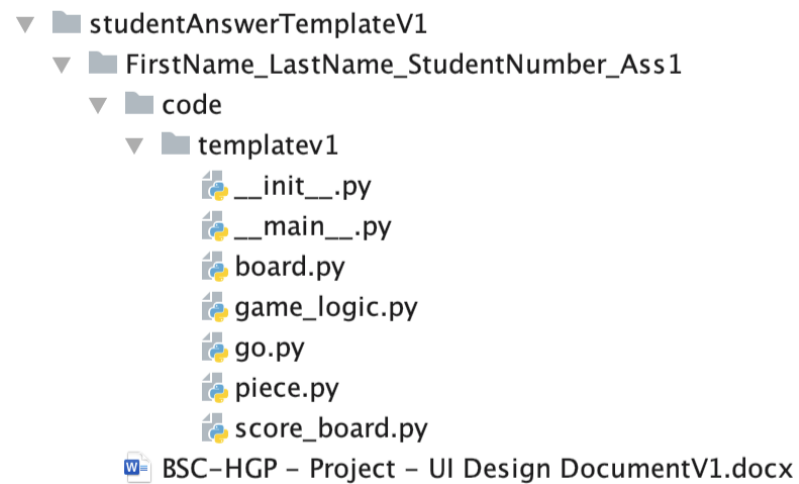 studentAnswerTemplateV1
FirstName_LastName_StudentNumber_Ass1
code
templatev1
__init__.py
__main__.py
board.py
game_logic.py
go.py
piece.py
score_board.py
BSC-HGP - Project - UI Design DocumentV1.docx